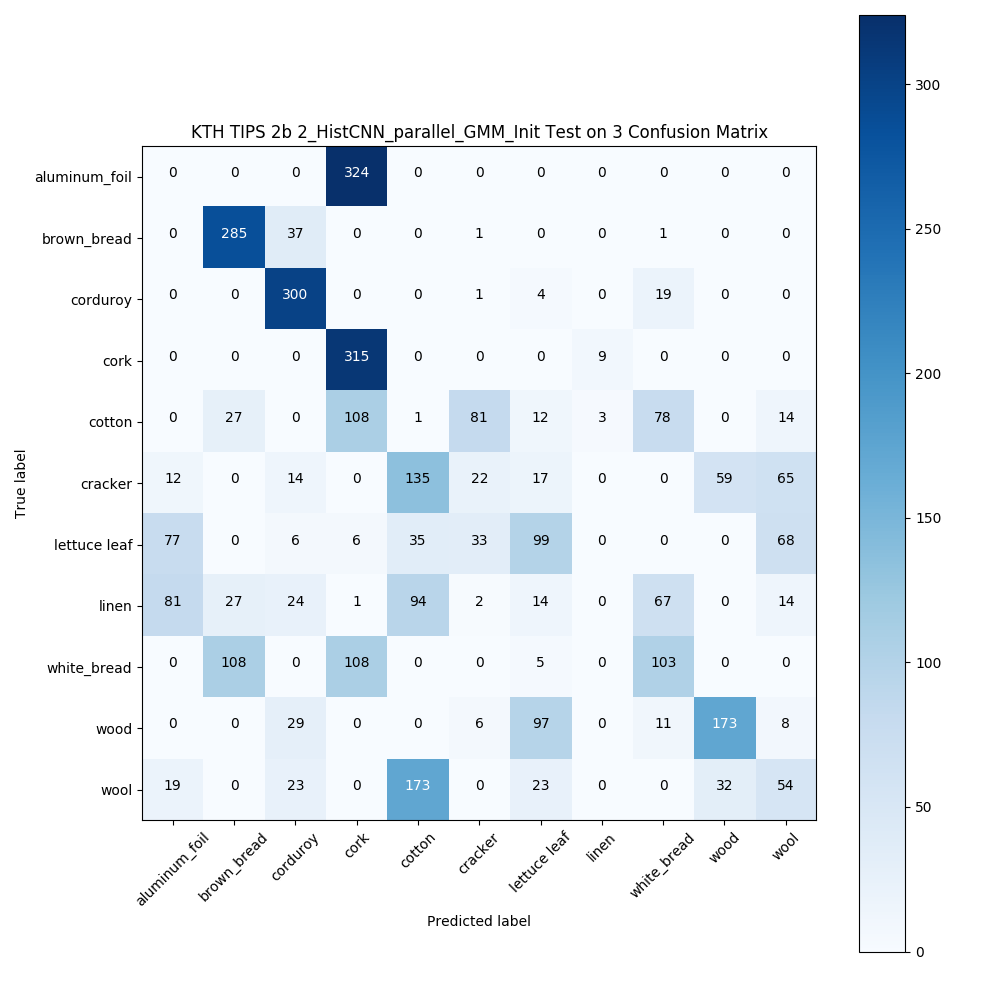 KTH TIPS 2b 2_HistCNN_parallel_GMM_Init Test on 3 Confusion Matrix
True label
aluminum_foil 0 0 0 324 0 0 0 0 0 0 0
brown_bread 0 285 37 0 0 1 0 0 1 0 0
corduroy 0 0 300 0 0 1 4 0 19 0 0
cork 0 0 0 315 0 0 0 9 0 0 0
cotton 0 27 0 108 1 81 12 3 78 0 14
cracker 12 0 14 0 135 22 17 0 0 59 65
lettuce leaf 77 0 6 6 35 33 99 0 0 0 68
linen 81 27 24 1 94 2 14 0 67 0 14
white_bread 0 108 0 108 0 0 5 0 103 0 0
wood 0 0 29 0 0 6 97 0 11 173 8
wool 19 0 23 0 173 0 23 0 0 32 54
aluminum_foil brown_bread corduroy cork cotton cracker lettuce leaf linen white_bread wood wool
Predicted label
300
250
200
150
100
50
0